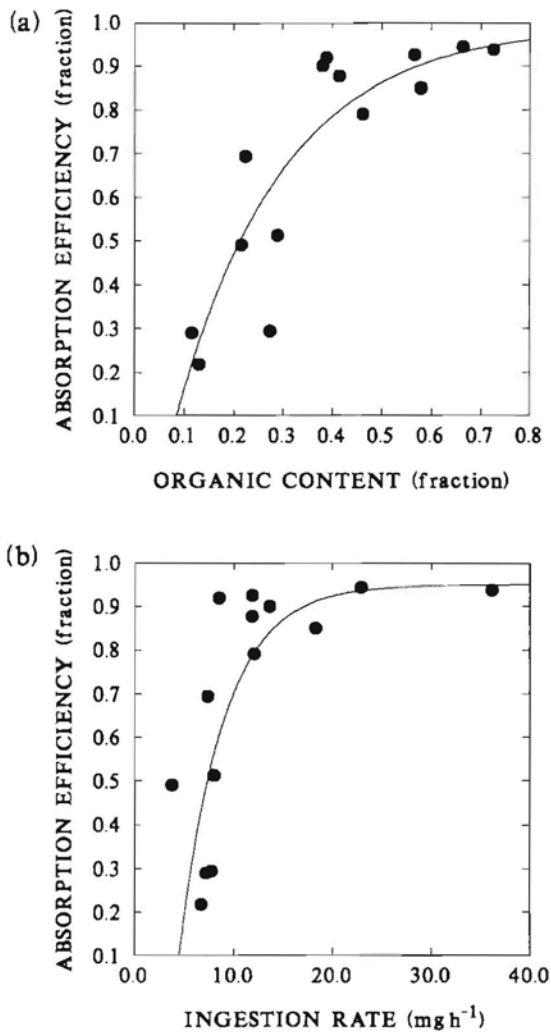 (a)
ABSORPTION EFFICIENCY (fraction)
1.0
0.9
0.8
0.7
0.6
0.5
0.4
0.3
0.2
0.1
0.0 0.1 0.2 0.3 0.4 0.5 0.6 0.7 0.8
ORGANIC CONTENT (fraction)
(b)
ABSORPTION EFFICIENCY (fraction)
1.0
0.9
0.8
0.7
0.6
0.5
0.4
0.3
0.2
0.1
0.0 10.0 20.0 30.0 40.0
INGESTION RATE (mg h⁻¹)